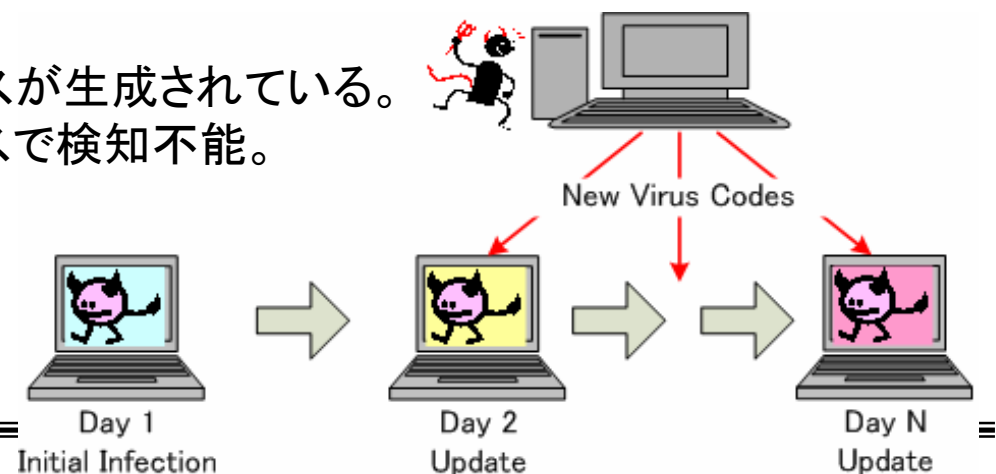 スが生成されている。
スで検知不能。
New Virus Codes
Day 1
Initial Infection
Day 2
Update
Day N
Update